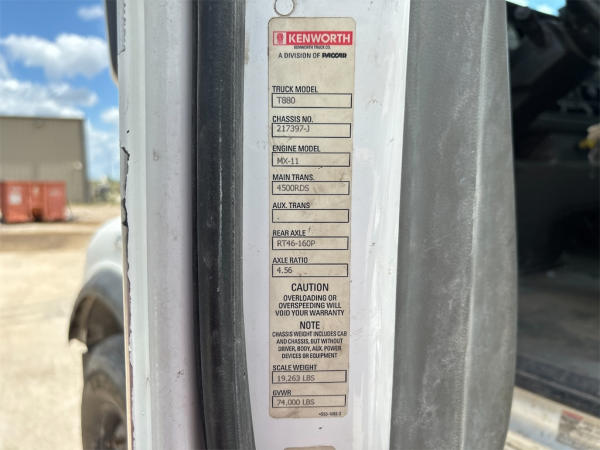 KENWORTH
KENWORTH TRUCK CO.
A DIVISION OF PACCAR
TRUCK MODEL
T880
CHASSIS NO.
217397-J
ENGINE MODEL
MX-11
MAIN TRANS.
4500RDS
AUX. TRANS
.
REAR AXLE
RT46-160P
AXLE RATIO
4.56
CAUTION
OVERLOADING OR
OVERSPEEDING WILL
VOID YOUR WARRANTY
NOTE
CHASSIS WEIGHT INCLUDES CAB
AND CHASSIS, BUT WITHOUT
DRIVER, BODY, AUX. POWER
DEVICES OR EQUIPMENT
SCALE WEIGHT
19,263 LBS
GVWR
74,000 LBS